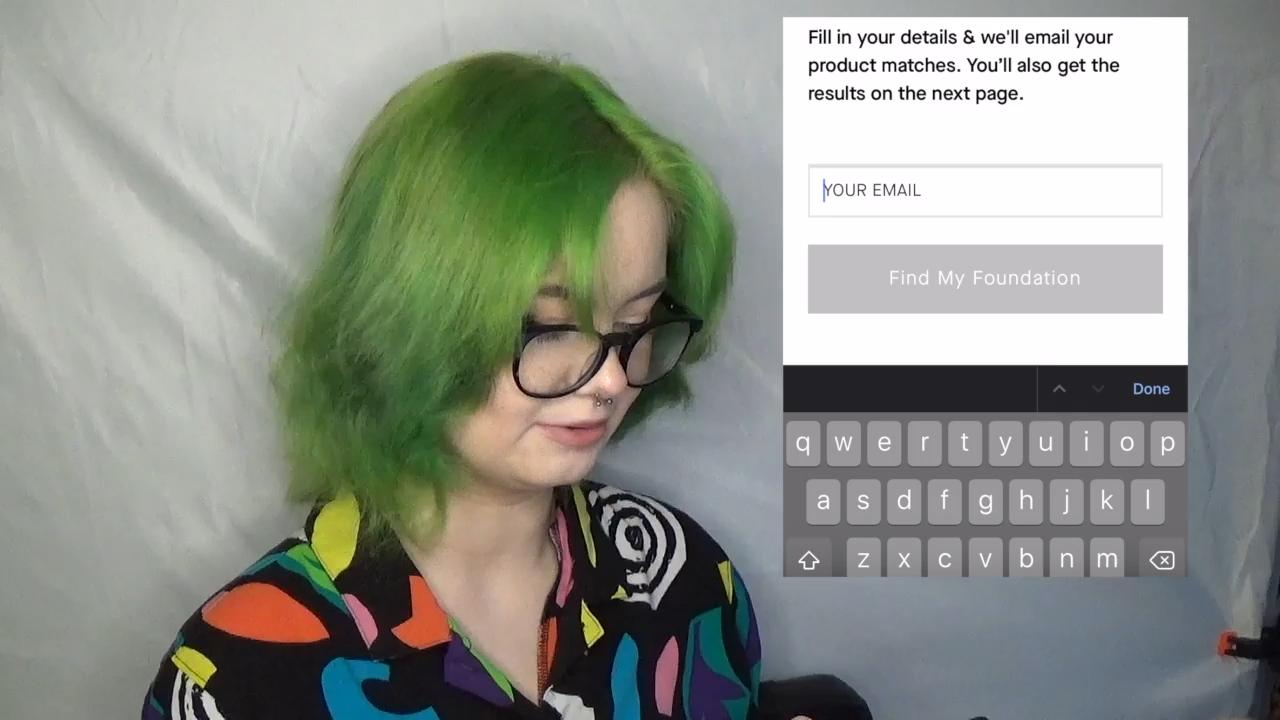 Fill in your details & we'll email your
product matches. You’ll also get the
results on the next page.
YOUR EMAIL
Find My Foundation
Done
q w e r t y u i o p
a s d f g h j k l
z x c v b n m